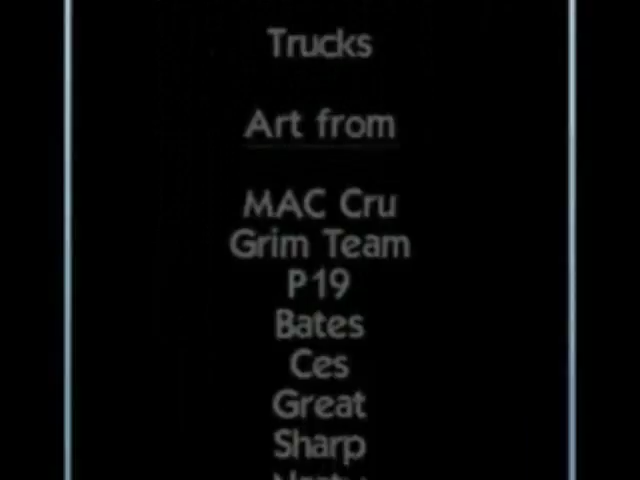 Trucks
Art from
MAC Cru
Grim Team
P19
Bates
Ces
Great
Sharp